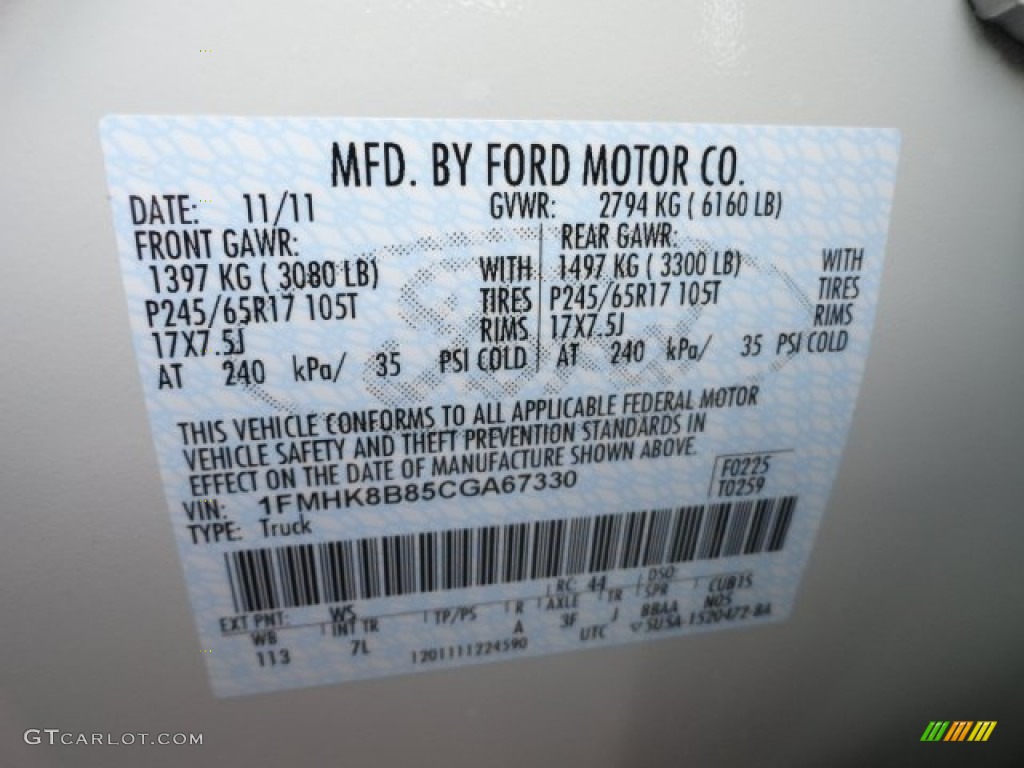 MFD. BY FORD MOTOR CO.
DATE: 11/11 GVWR: 2794 KG ( 6160 LB)
FRONT GAWR: REAR GAWR:
1397 KG ( 3080 LB) WITH 1497 KG ( 3300 LB) WITH
P245/65R17 105T TIRES P245/65R17 105T TIRES
17X7.5J RIMS 17X7.5J RIMS
AT 240 kPa/ 35 PSI COLD AT 240 kPa/ 35 PSI COLD
THIS VEHICLE CONFORMS TO ALL APPLICABLE FEDERAL MOTOR
VEHICLE SAFETY AND THEFT PREVENTION STANDARDS IN
EFFECT ON THE DATE OF MANUFACTURE SHOWN ABOVE.
VIN: 1FMHK8B85CGA67330 F0225
TYPE: Truck T0259
EXT PNT: WS RC: 44 DSO:
WB INT TR TP/PS R AXLE TR SPR CUB15
113 7L A 3F J BBAA NOS
1201111224590 UTC ▽5U5A-1520472-BA
GTCARLOT.COM